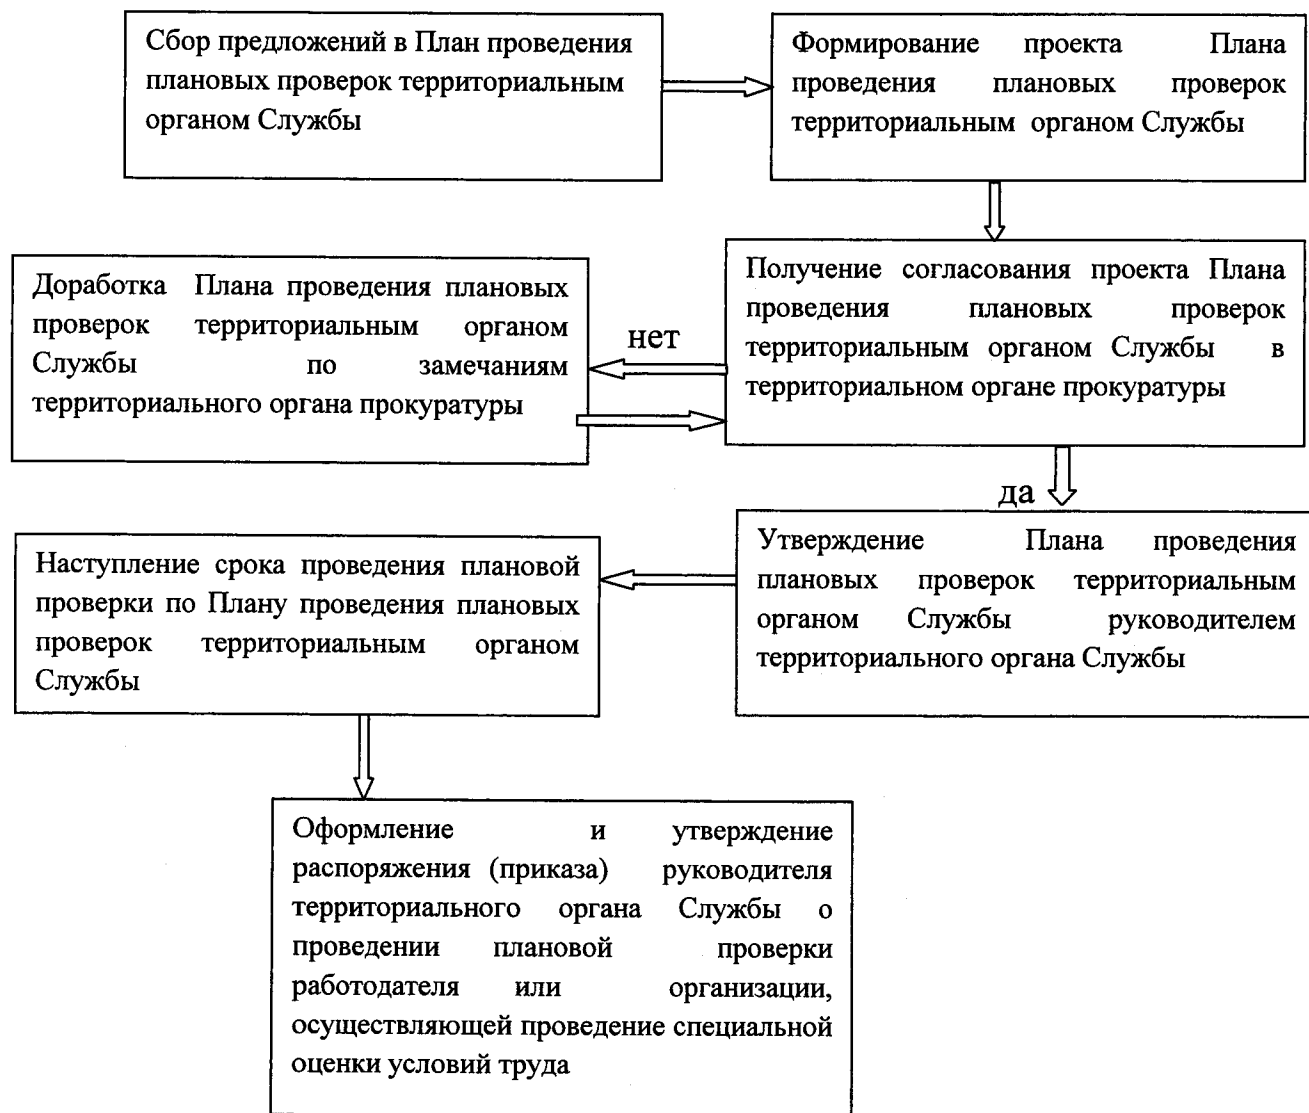 Сбор предложений в План проведения
плановых проверок территориальным
органом Службы
Формирование проекта Плана
проведения плановых проверок
территориальным органом Службы
Получение согласования проекта Плана
проведения плановых проверок
территориальным органом Службы в
территориальном органе прокуратуры
нет
Доработка Плана проведения плановых
проверок территориальным органом
Службы по замечаниям
территориального органа прокуратуры
да
Утверждение Плана проведения
плановых проверок территориальным
органом Службы руководителем
территориального органа Службы
Наступление срока проведения плановой
проверки по Плану проведения плановых
проверок территориальным органом
Службы
Оформление и утверждение
распоряжения (приказа) руководителя
территориального органа Службы о
проведении плановой проверки
работодателя или организации,
осуществляющей проведение специальной
оценки условий труда